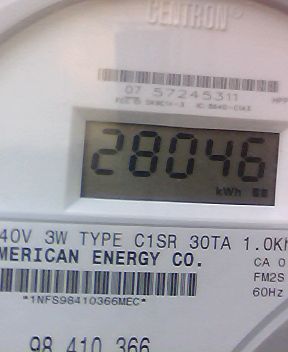 CENTRON®
07 57245311
28046
kWh
40V 3W TYPE C1SR 30TA 1.0Kh
MERICAN ENERGY CO.
CA 0
FM2S
*1NFS98410366MEC*
60Hz
98 410 366